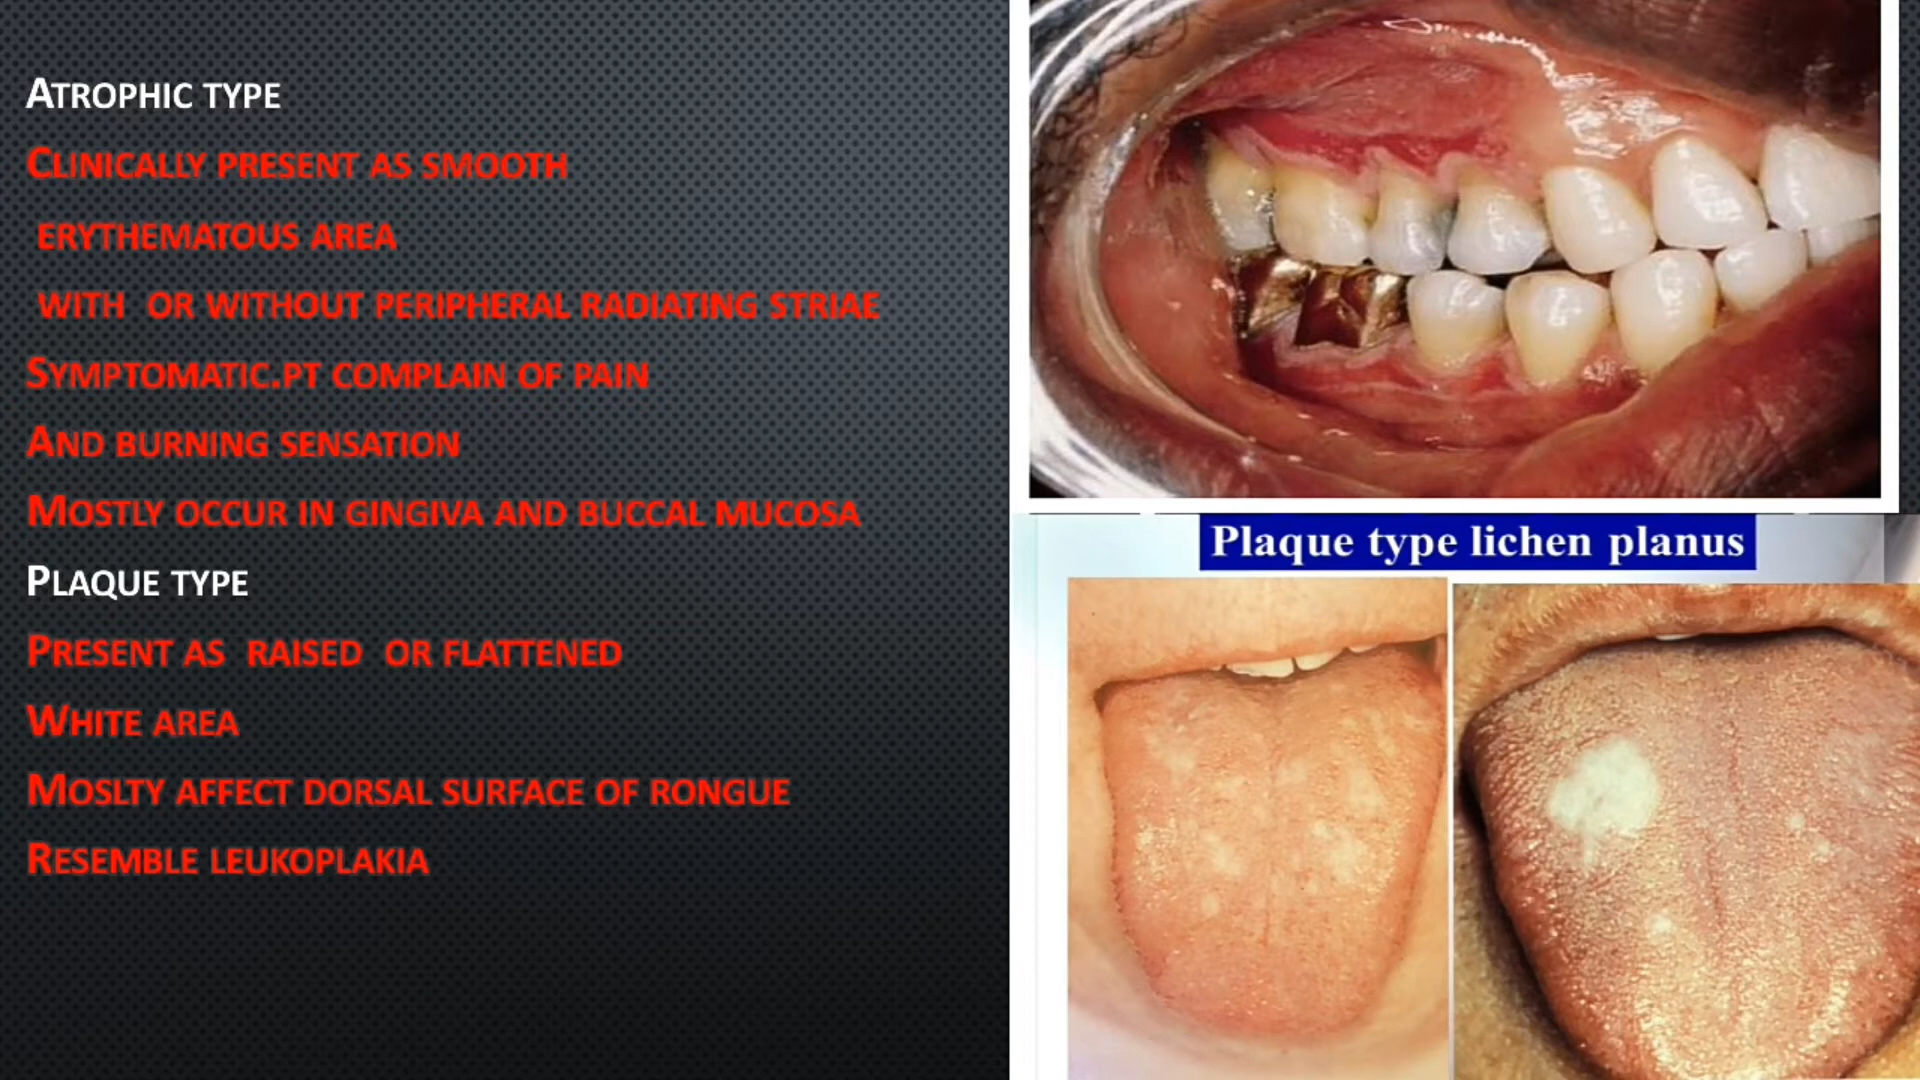 Atrophic type
Clinically present as smooth
erythematous area
with or without peripheral radiating striae
Symptomatic.pt complain of pain
And burning sensation
Mostly occur in gingiva and buccal mucosa
Plaque type
Present as raised or flattened
White area
Moslty affect dorsal surface of rongue
Resemble leukoplakia
Plaque type lichen planus